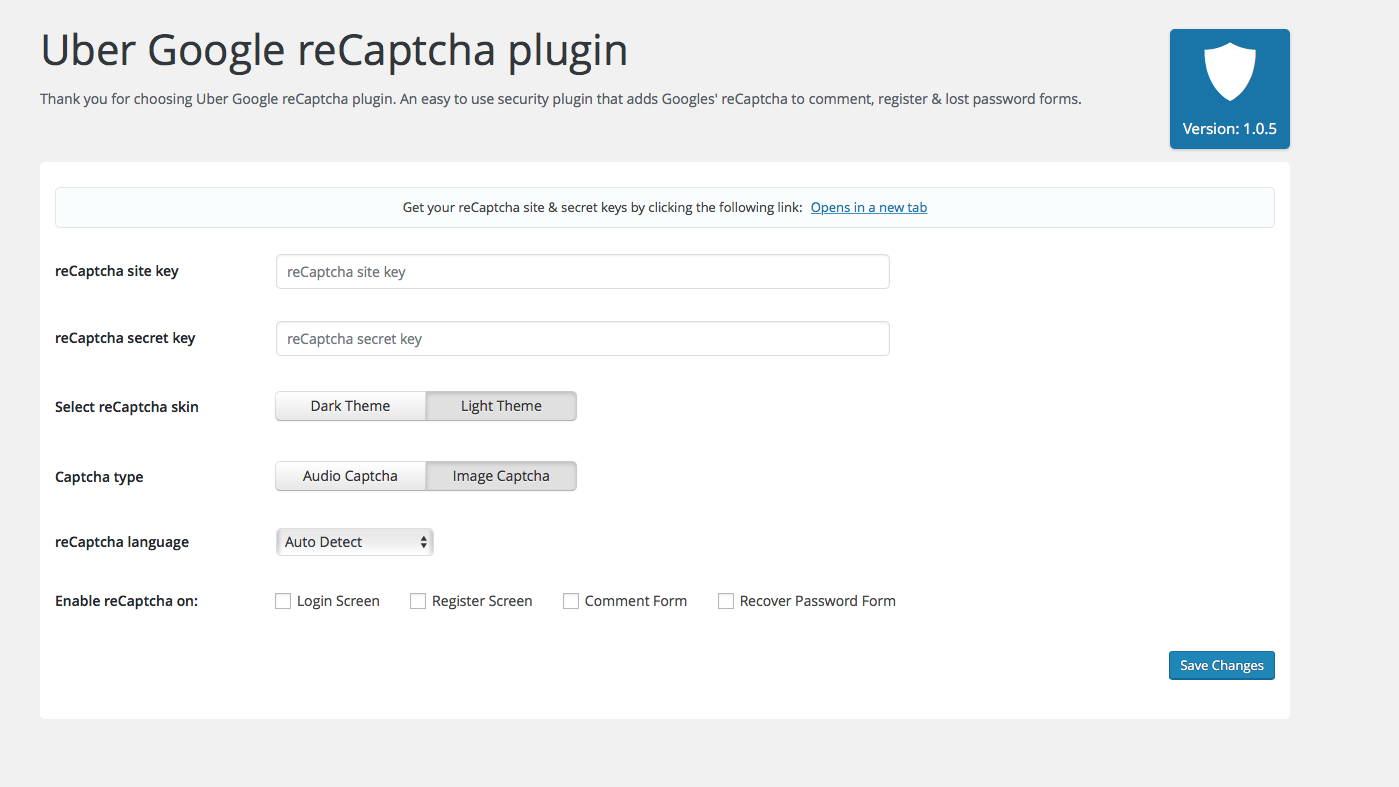 Uber Google reCaptcha plugin
Thank you for choosing Uber Google reCaptcha plugin. An easy to use security plugin that adds Googles' reCaptcha to comment, register & lost password forms.
Version: 1.0.5
Get your reCaptcha site & secret keys by clicking the following link: Opens in a new tab
reCaptcha site key reCaptcha site key
reCaptcha secret key reCaptcha secret key
Select reCaptcha skin Dark Theme Light Theme
Captcha type Audio Captcha Image Captcha
reCaptcha language Auto Detect
Enable reCaptcha on: Login Screen Register Screen Comment Form Recover Password Form
Save Changes